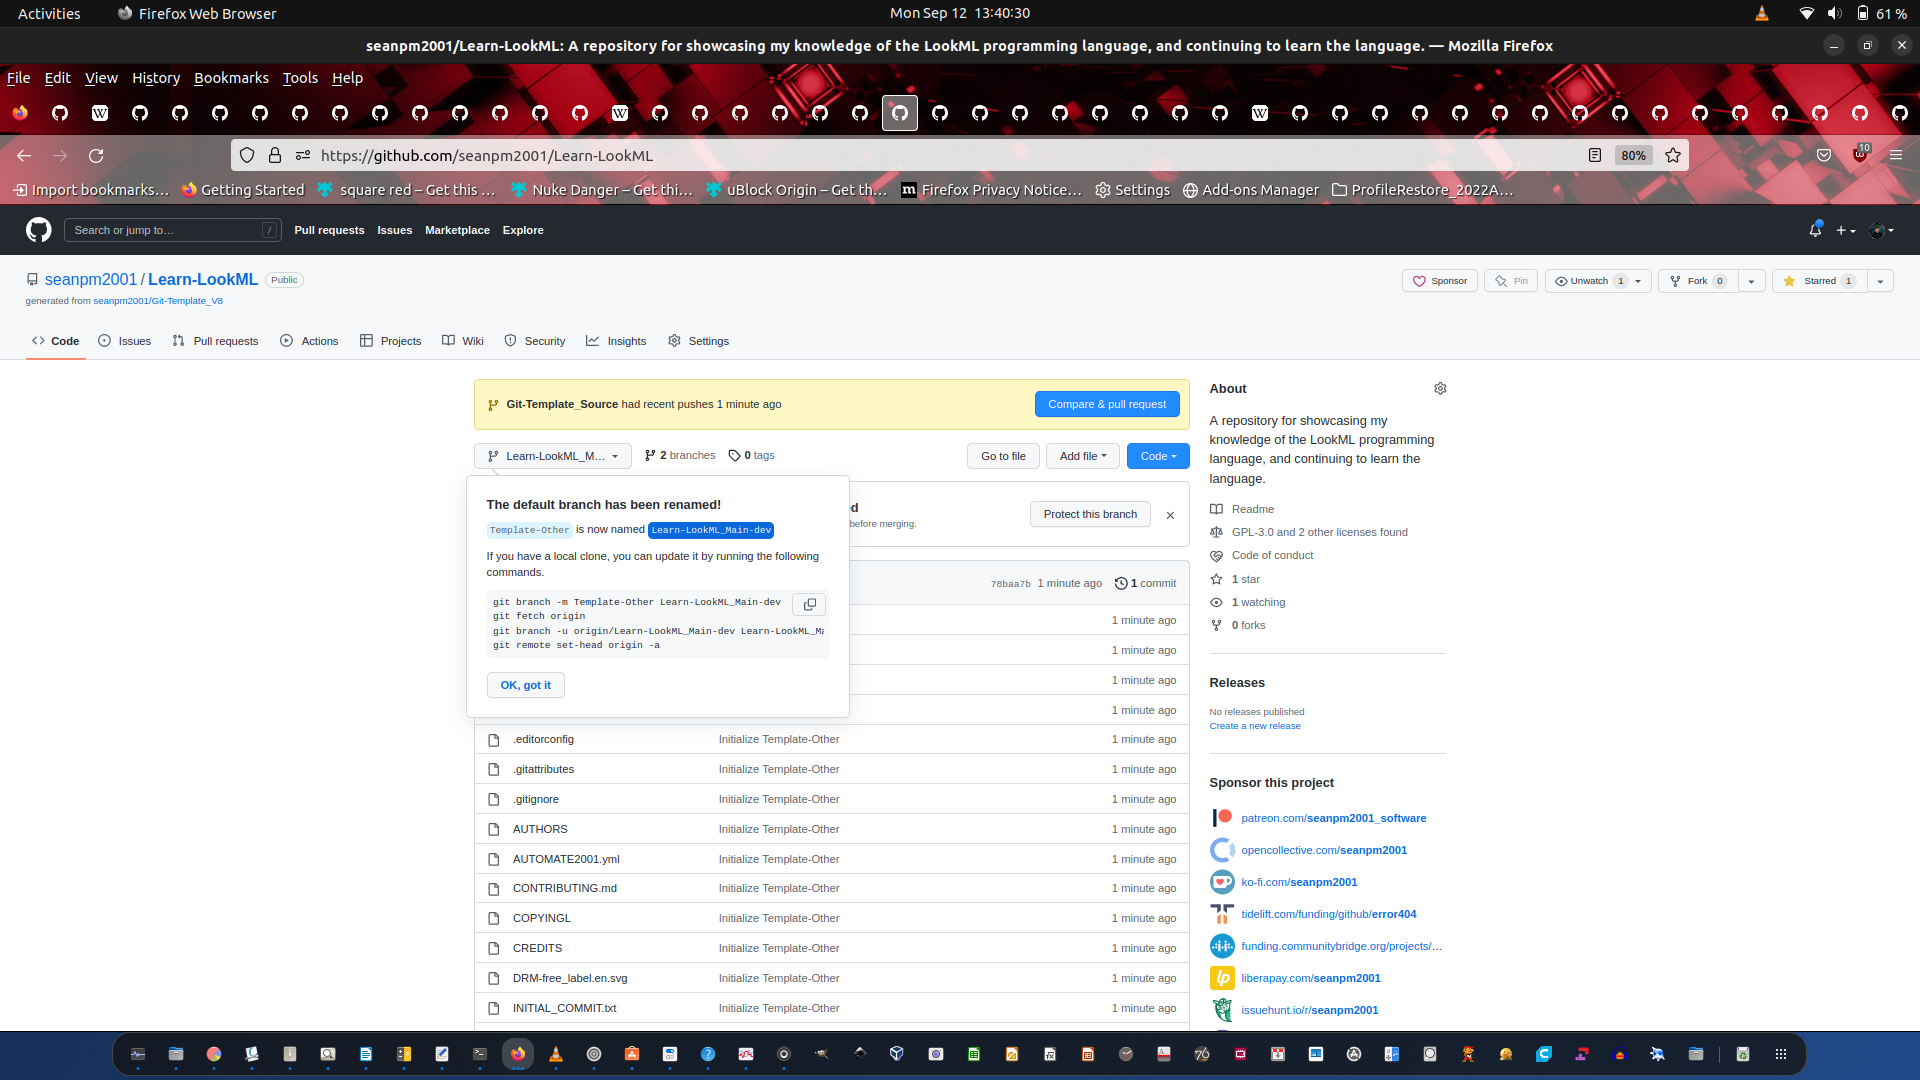 Activities
Firefox Web Browser
Mon Sep 12  13:40:30
61 %
seanpm2001/Learn-LookML: A repository for showcasing my knowledge of the LookML programming language, and continuing to learn the language. — Mozilla Firefox
File Edit View History Bookmarks Tools Help
https://github.com/seanpm2001/Learn-LookML
80%
10
Import bookmarks…
Getting Started
square red – Get this …
Nuke Danger – Get thi…
uBlock Origin – Get th…
Firefox Privacy Notice…
Settings
Add-ons Manager
ProfileRestore_2022A…
Search or jump to…
/
Pull requests Issues Marketplace Explore
seanpm2001 / Learn-LookML Public
generated from seanpm2001/Git-Template_V8
Sponsor
Pin
Unwatch 1
Fork 0
Starred 1
Code
Issues
Pull requests
Actions
Projects
Wiki
Security
Insights
Settings
Git-Template_Source had recent pushes 1 minute ago
Compare & pull request
Learn-LookML_M…
2 branches
0 tags
Go to file
Add file
Code
The default branch has been renamed!
Template-Other is now named Learn-LookML_Main-dev
If you have a local clone, you can update it by running the following
commands.
git branch -m Template-Other Learn-LookML_Main-dev
git fetch origin
git branch -u origin/Learn-LookML_Main-dev Learn-LookML_Ma
git remote set-head origin -a
OK, got it
before merging.
Protect this branch
78baa7b 1 minute ago
1 commit
1 minute ago
1 minute ago
1 minute ago
1 minute ago
.editorconfig Initialize Template-Other 1 minute ago
.gitattributes Initialize Template-Other 1 minute ago
.gitignore Initialize Template-Other 1 minute ago
AUTHORS Initialize Template-Other 1 minute ago
AUTOMATE2001.yml Initialize Template-Other 1 minute ago
CONTRIBUTING.md Initialize Template-Other 1 minute ago
COPYINGL Initialize Template-Other 1 minute ago
CREDITS Initialize Template-Other 1 minute ago
DRM-free_label.en.svg Initialize Template-Other 1 minute ago
INITIAL_COMMIT.txt Initialize Template-Other 1 minute ago
About
A repository for showcasing my
knowledge of the LookML programming
language, and continuing to learn the
language.
Readme
GPL-3.0 and 2 other licenses found
Code of conduct
1 star
1 watching
0 forks
Releases
No releases published
Create a new release
Sponsor this project
patreon.com/seanpm2001_software
opencollective.com/seanpm2001
ko-fi.com/seanpm2001
tidelift.com/funding/github/error404
funding.communitybridge.org/projects/…
liberapay.com/seanpm2001
issuehunt.io/r/seanpm2001